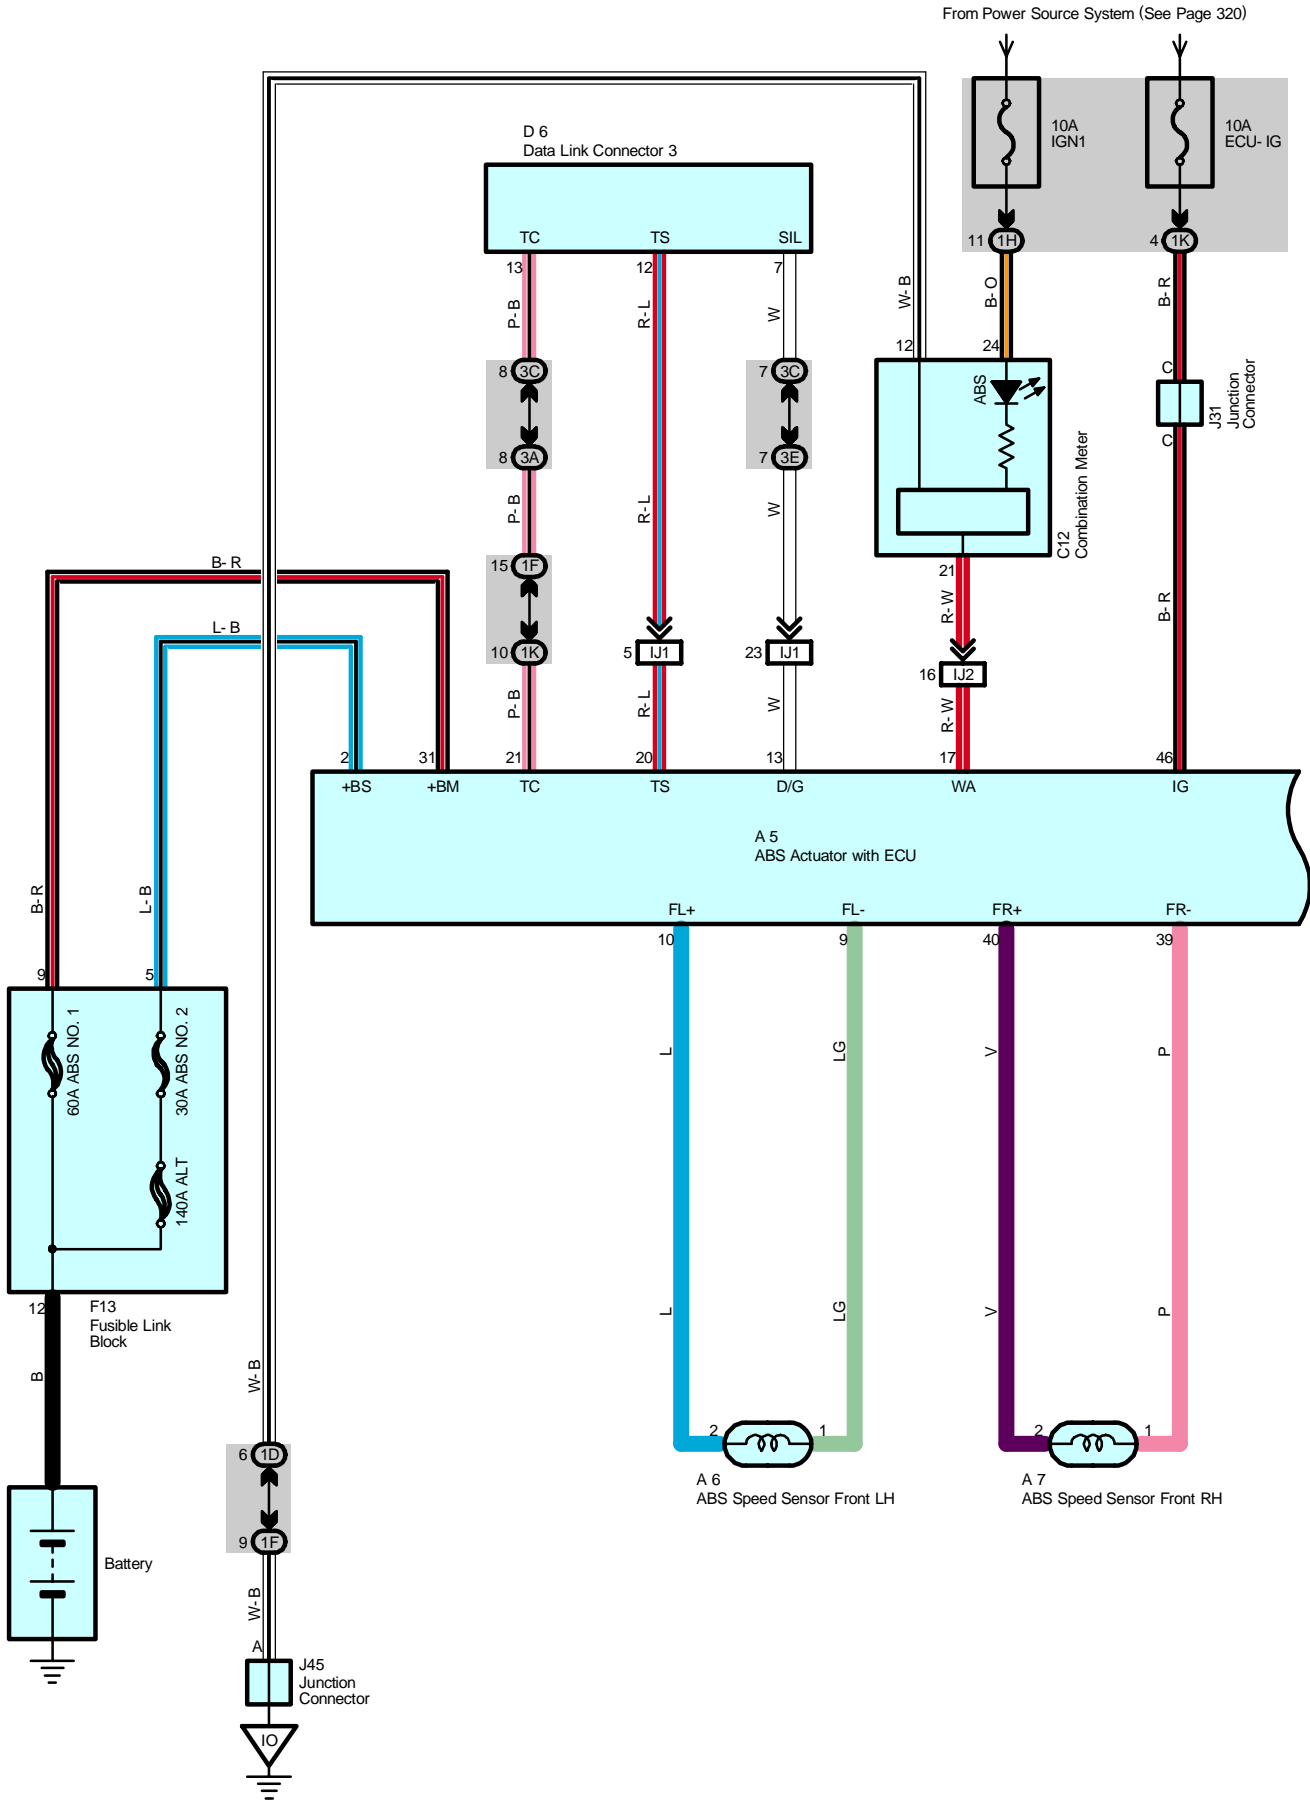 From Power Source System (See Page 320)
10A
IGN1
10A
ECU- IG
11 1H
4 1K
D 6
Data Link Connector 3
TC TS SIL
13 12 7
P- B
R- L
W
W- B
B- O
B- R
12 24
8 3C
7 3C
8 3A
7 3E
ABS
C12
Combination Meter
C
C
J31
Junction
Connector
P- B
R- L
W
B- R
L- B
15 1F
10 1K
5 IJ1
23 IJ1
21
R- W
16 IJ2
R- W
B- R
P- B
R- L
W
2 31 21 20 13 17 46
+BS +BM TC TS D/G WA IG
A 5
ABS Actuator with ECU
FL+ FL- FR+ FR-
10 9 40 39
B- R
L- B
9 5
60A ABS NO. 1
30A ABS NO. 2
140A ALT
12
F13
Fusible Link
Block
B
Battery
L
LG
V
P
L
LG
V
P
2 1
A 6
ABS Speed Sensor Front LH
2 1
A 7
ABS Speed Sensor Front RH
W- B
6 1D
9 1F
W- B
A
J45
Junction
Connector
IO